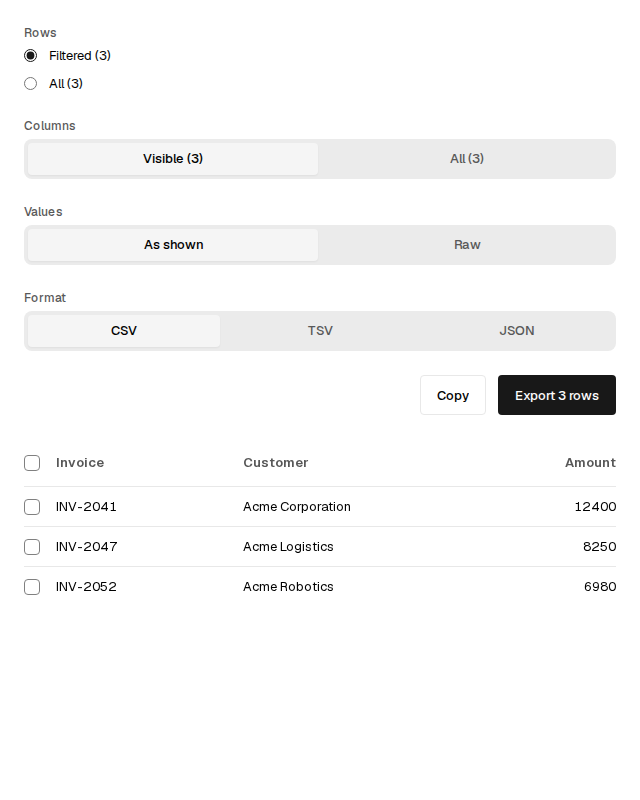 Rows
Filtered (3)
All (3)
Columns
Visible (3) All (3)
Values
As shown Raw
Format
CSV TSV JSON
Copy Export 3 rows
Invoice Customer Amount
INV-2041 Acme Corporation 12400
INV-2047 Acme Logistics 8250
INV-2052 Acme Robotics 6980